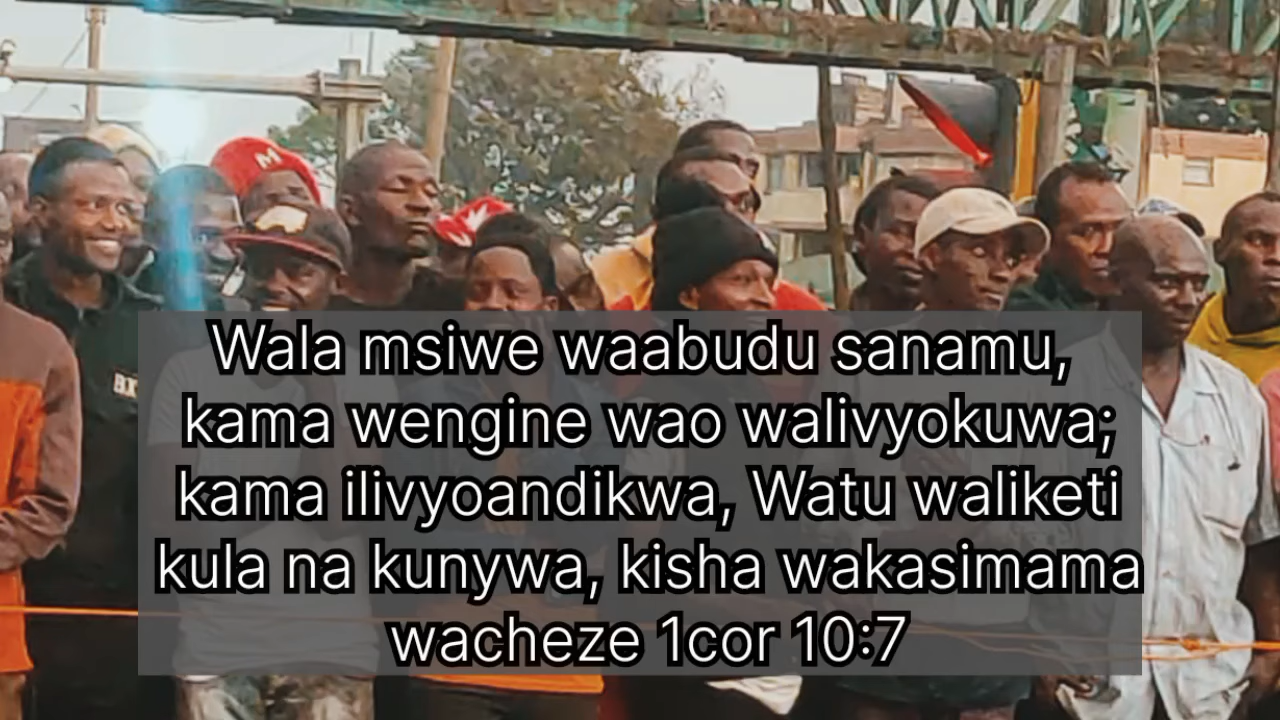 M
BX
Wala msiwe waabudu sanamu,
kama wengine wao walivyokuwa;
kama ilivyoandikwa, Watu waliketi
kula na kunywa, kisha wakasimama
wacheze 1cor 10:7